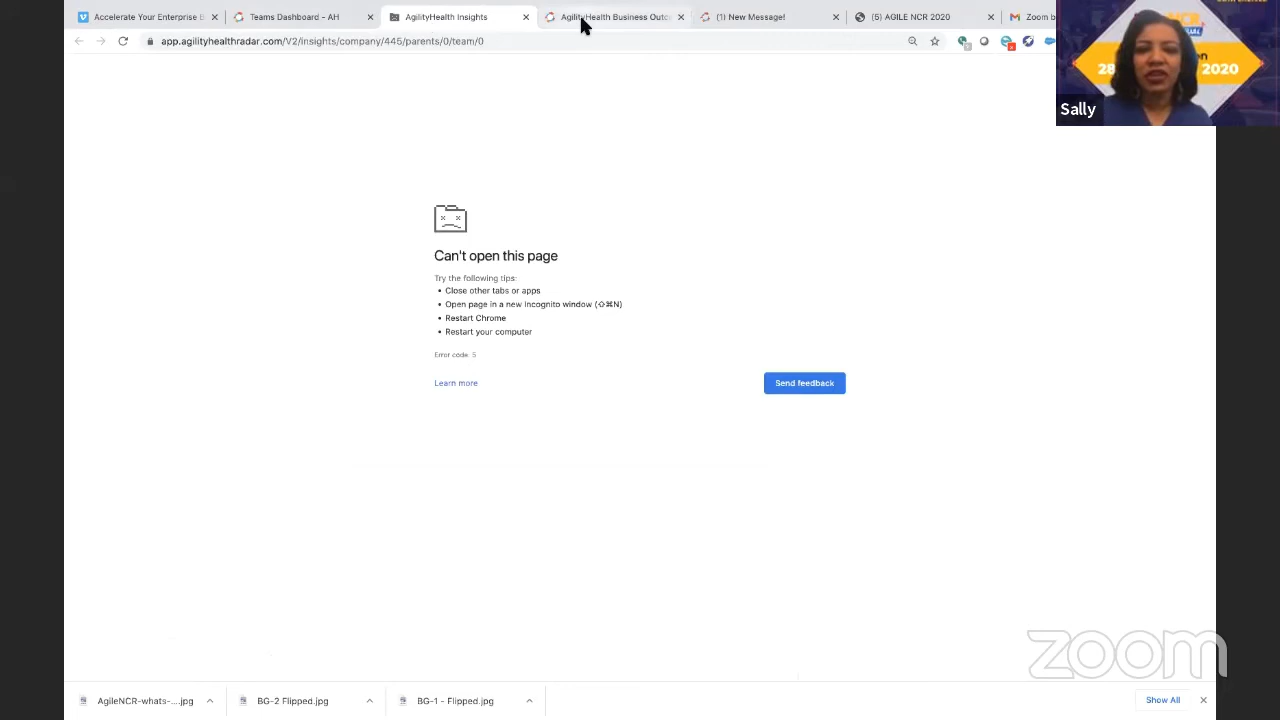 Accelerate Your Enterprise B
Teams Dashboard - AH
AgilityHealth Insights
AgilityHealth Business Outc
(1) New Message!
(5) AGILE NCR 2020
Zoom b
app.agilityhealthradar.com/V2/Insights/company/445/parents/0/team/0
28
2020
Sally
Can't open this page
Try the following tips:
• Close other tabs or apps
• Open page in a new Incognito window (⇧⌘N)
• Restart Chrome
• Restart your computer
Error code: 5
Learn more
Send feedback
zoom
AgileNCR-whats-....jpg
BG-2 Flipped.jpg
BG-1 - Flipped.jpg
Show All